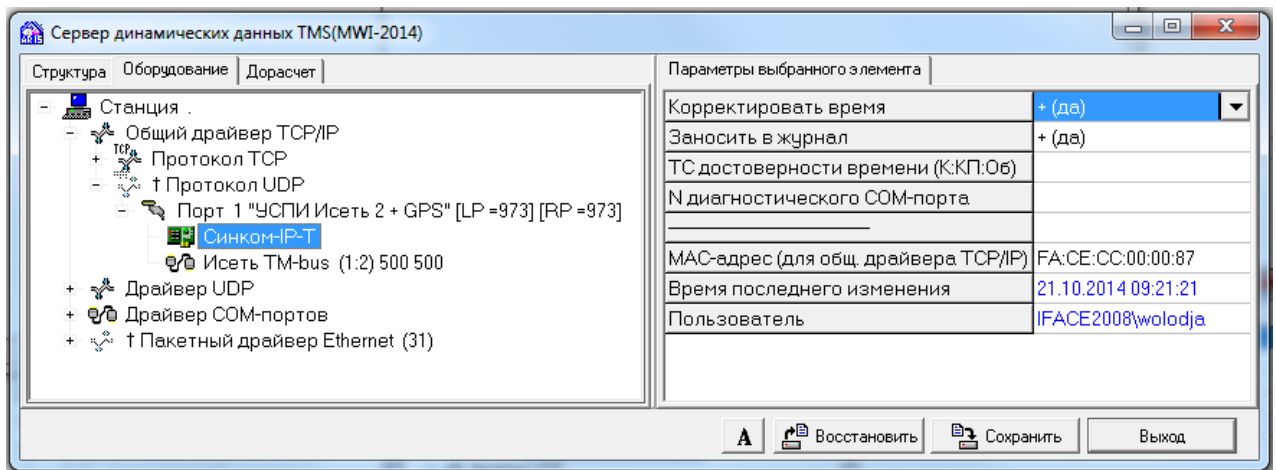 Сервер динамических данных TMS(MWI-2014)
Структура Оборудование Дорасчет
Станция .
Общий драйвер TCP/IP
Протокол TCP
† Протокол UDP
Порт 1 "УСПИ Исеть 2 + GPS" [LP =973] [RP =973]
Синком-IP-T
Исеть TM-bus (1:2) 500 500
Драйвер UDP
Драйвер COM-портов
† Пакетный драйвер Ethernet (31)
Параметры выбранного элемента
Корректировать время + (да)
Заносить в журнал + (да)
ТС достоверности времени (К:КП:Об)
N диагностического COM-порта
MAC-адрес (для общ. драйвера TCP/IP) FA:CE:CC:00:00:87
Время последнего изменения 21.10.2014 09:21:21
Пользователь IFACE2008\wolodja
A Восстановить Сохранить Выход